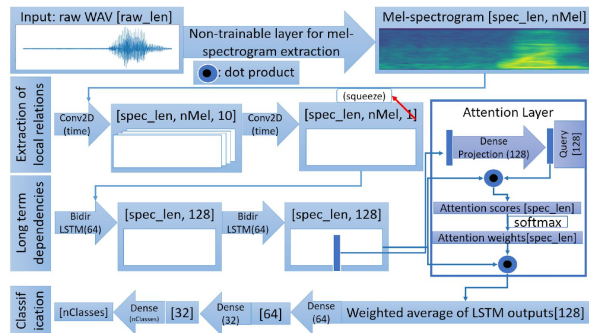 Input: raw WAV [raw_len]
Non-trainable layer for mel-
spectrogram extraction
Mel-spectrogram [spec_len, nMel]
: dot product
Extraction of
local relations
Conv2D
(time)
[spec_len, nMel, 10]
Conv2D
(time)
(squeeze)
[spec_len, nMel, 1]
Attention Layer
Dense
Projection (128)
Query
[128]
Attention scores [spec_len]
softmax
Attention weights[spec_len]
Long term
dependencies
Bidir
LSTM(64)
[spec_len, 128]
Bidir
LSTM(64)
[spec_len, 128]
Classif
ication
[nClasses]
Dense
(nClasses)
[32]
Dense
(32)
[64]
Dense
(64)
Weighted average of LSTM outputs[128]